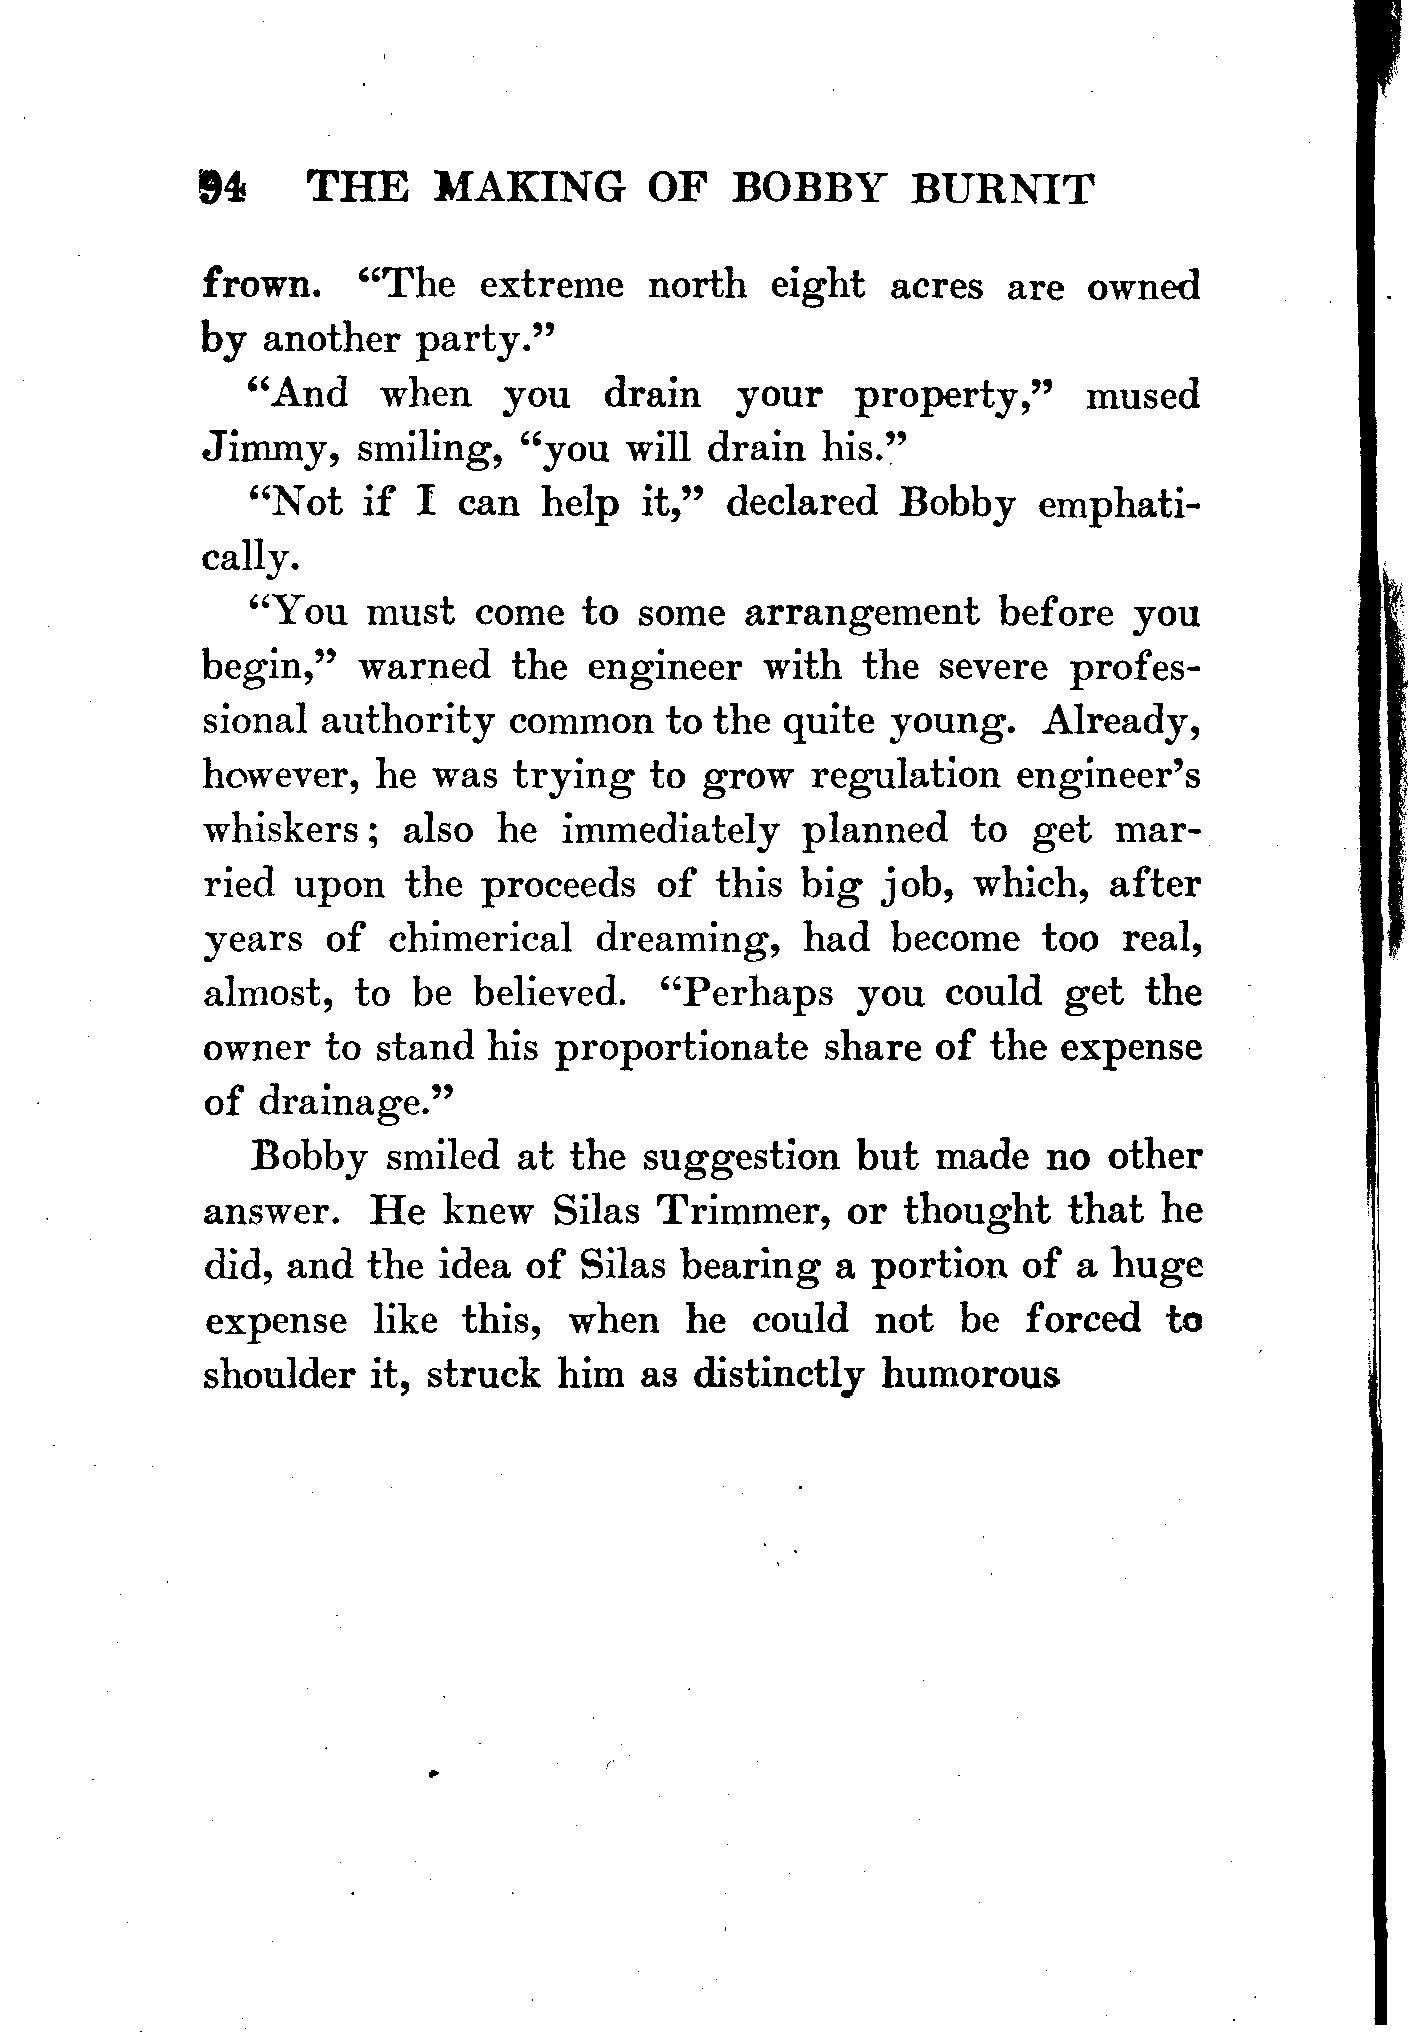 94 THE MAKING OF BOBBY BURNIT
frown. “The extreme north eight acres are owned
by another party.”
“And when you drain your property,” mused
Jimmy, smiling, “you will drain his.”
“Not if I can help it,” declared Bobby emphati-
cally.
“You must come to some arrangement before you
begin,” warned the engineer with the severe profes-
sional authority common to the quite young. Already,
however, he was trying to grow regulation engineer’s
whiskers; also he immediately planned to get mar-
ried upon the proceeds of this big job, which, after
years of chimerical dreaming, had become too real,
almost, to be believed. “Perhaps you could get the
owner to stand his proportionate share of the expense
of drainage.”
Bobby smiled at the suggestion but made no other
answer. He knew Silas Trimmer, or thought that he
did, and the idea of Silas bearing a portion of a huge
expense like this, when he could not be forced to
shoulder it, struck him as distinctly humorous